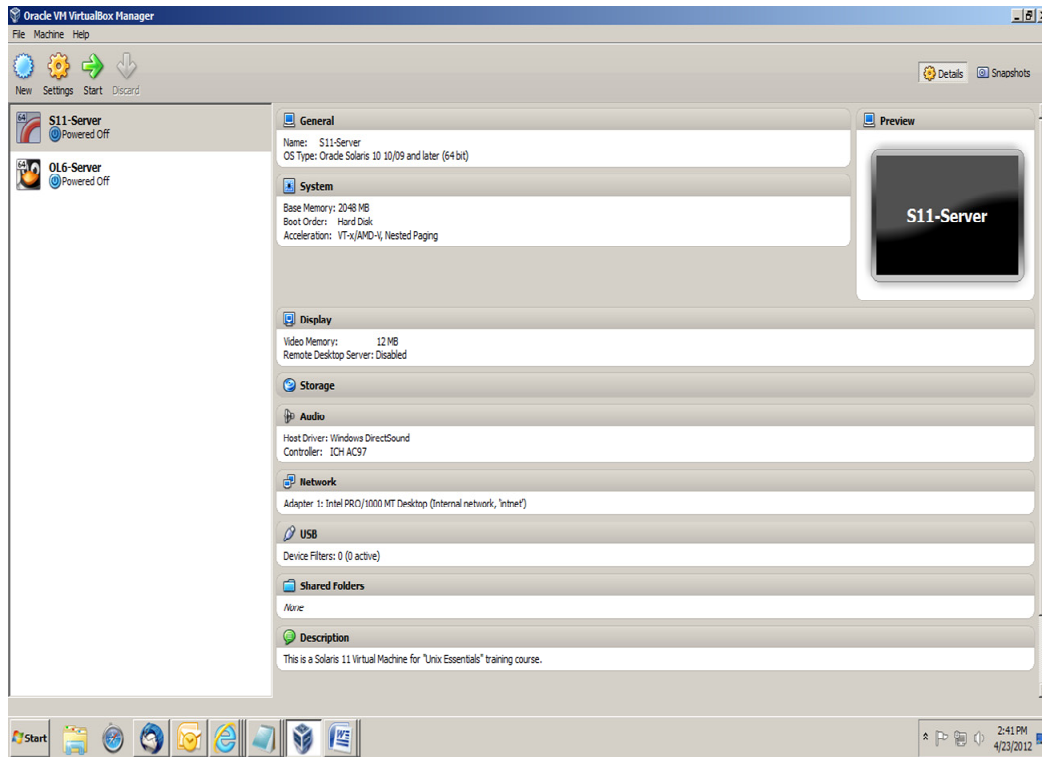 Oracle VM VirtualBox Manager
File Machine Help
New Settings Start Discard
Details Snapshots
64 S11-Server
Powered Off
64 OL6-Server
Powered Off
General
Name: S11-Server
OS Type: Oracle Solaris 10 10/09 and later (64 bit)
System
Base Memory: 2048 MB
Boot Order: Hard Disk
Acceleration: VT-x/AMD-V, Nested Paging
Preview
S11-Server
Display
Video Memory: 12 MB
Remote Desktop Server: Disabled
Storage
Audio
Host Driver: Windows DirectSound
Controller: ICH AC97
Network
Adapter 1: Intel PRO/1000 MT Desktop (Internal network, 'intnet')
USB
Device Filters: 0 (0 active)
Shared Folders
None
Description
This is a Solaris 11 Virtual Machine for "Unix Essentials" training course.
Start
2:41 PM
4/23/2012